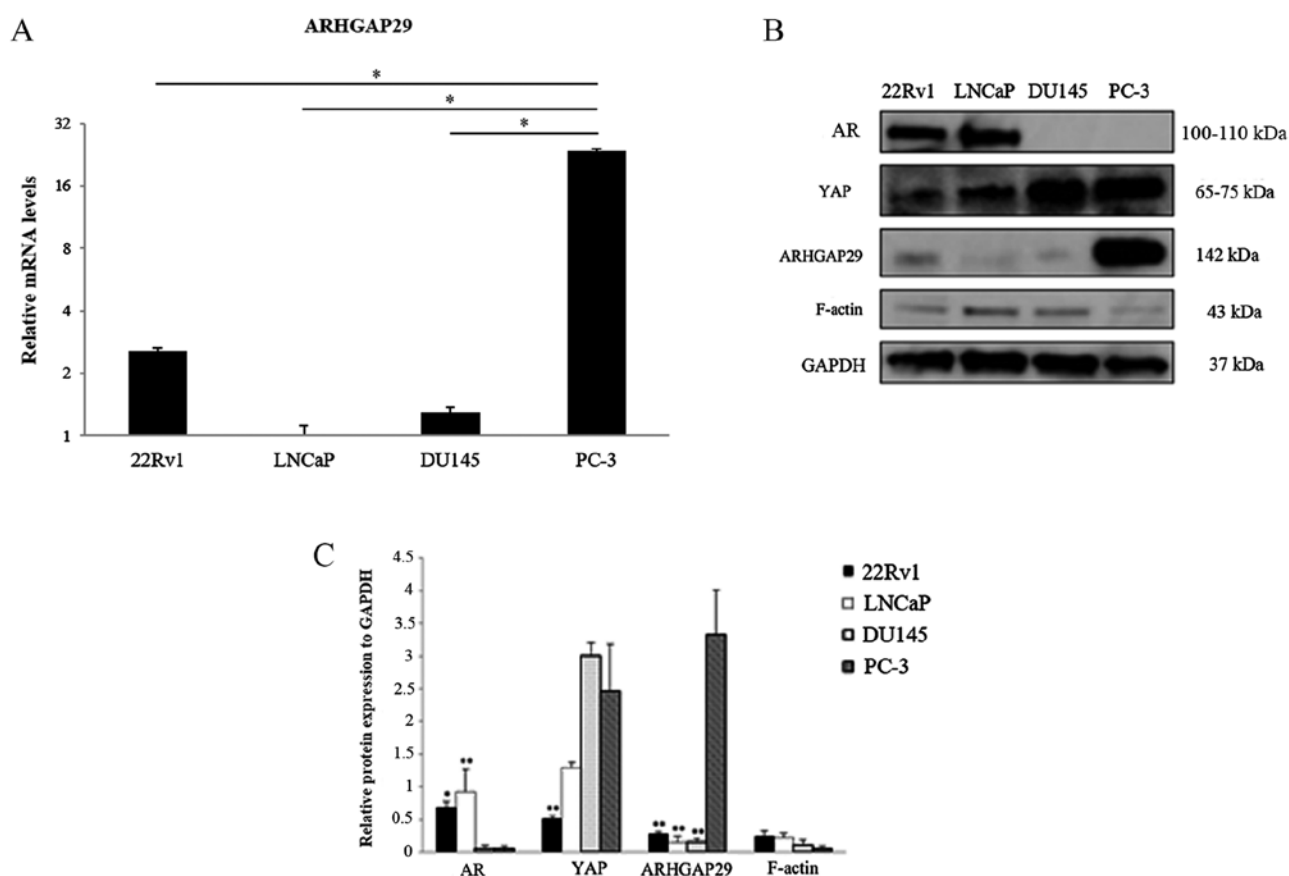 A
ARHGAP29
*
*
*
Relative mRNA levels
32
16
8
4
2
1
22Rv1 LNCaP DU145 PC-3
B
22Rv1 LNCaP DU145 PC-3
AR 100-110 kDa
YAP 65-75 kDa
ARHGAP29 142 kDa
F-actin 43 kDa
GAPDH 37 kDa
C
Relative protein expression to GAPDH
4.5
4
3.5
3
2.5
2
1.5
1
0.5
0
* ** ** ** ** **
AR YAP ARHGAP29 F-actin
22Rv1
LNCaP
DU145
PC-3